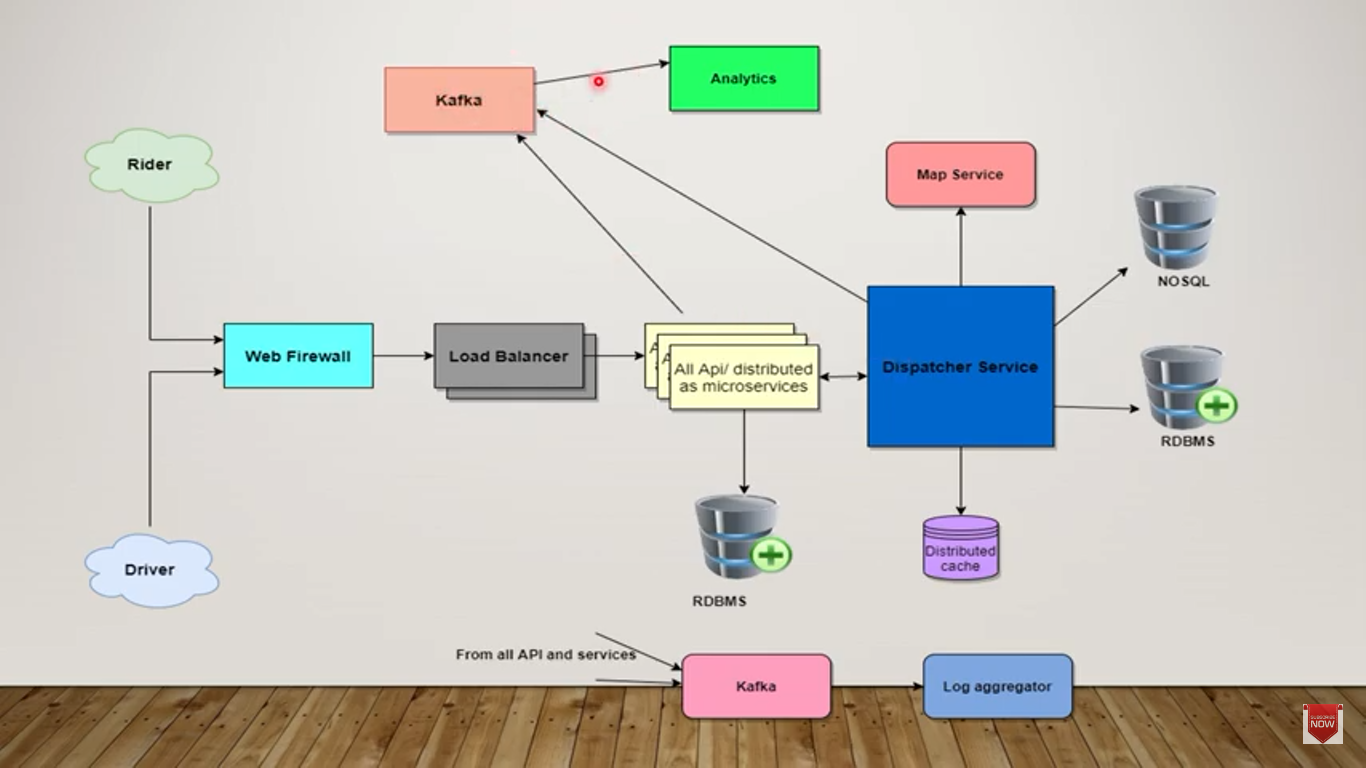 Kafka
Analytics
Rider
Map Service
NOSQL
Web Firewall
Load Balancer
A
A
All Api/ distributed
as microservices
Dispatcher Service
RDBMS
Driver
Distributed
cache
RDBMS
From all API and services
Kafka
Log aggregator
SUBSCRIBE
NOW